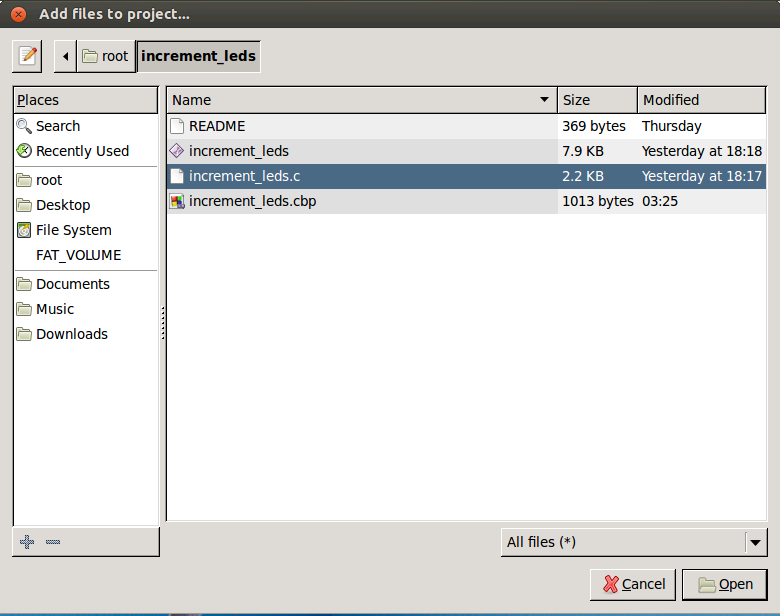 Add files to project...
root increment_leds
Places
Search
Recently Used
root
Desktop
File System
FAT_VOLUME
Documents
Music
Downloads
Name Size Modified
README 369 bytes Thursday
increment_leds 7.9 KB Yesterday at 18:18
increment_leds.c 2.2 KB Yesterday at 18:17
increment_leds.cbp 1013 bytes 03:25
All files (*)
Cancel Open